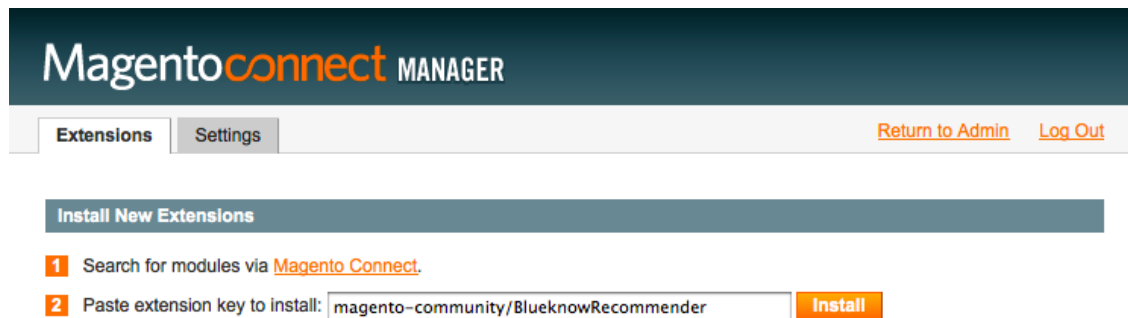 Magentoconnect MANAGER
Extensions Settings Return to Admin Log Out
Install New Extensions
1 Search for modules via Magento Connect.
2 Paste extension key to install: magento-community/BlueknowRecommender Install